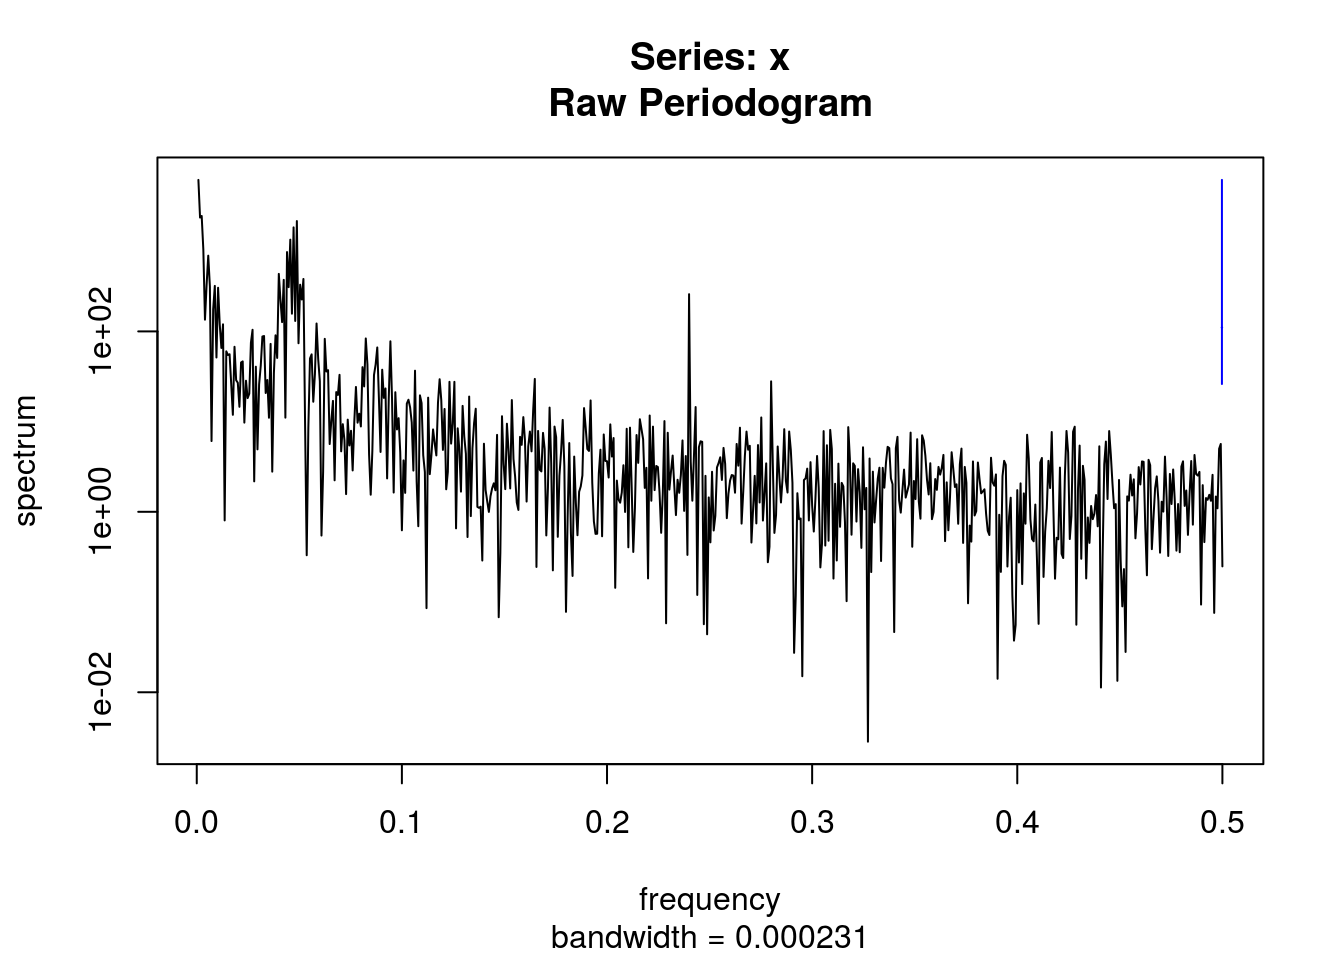 Series: x
Raw Periodogram
spectrum
1e+02
1e+00
1e-02
0.0 0.1 0.2 0.3 0.4 0.5
frequency
bandwidth = 0.000231